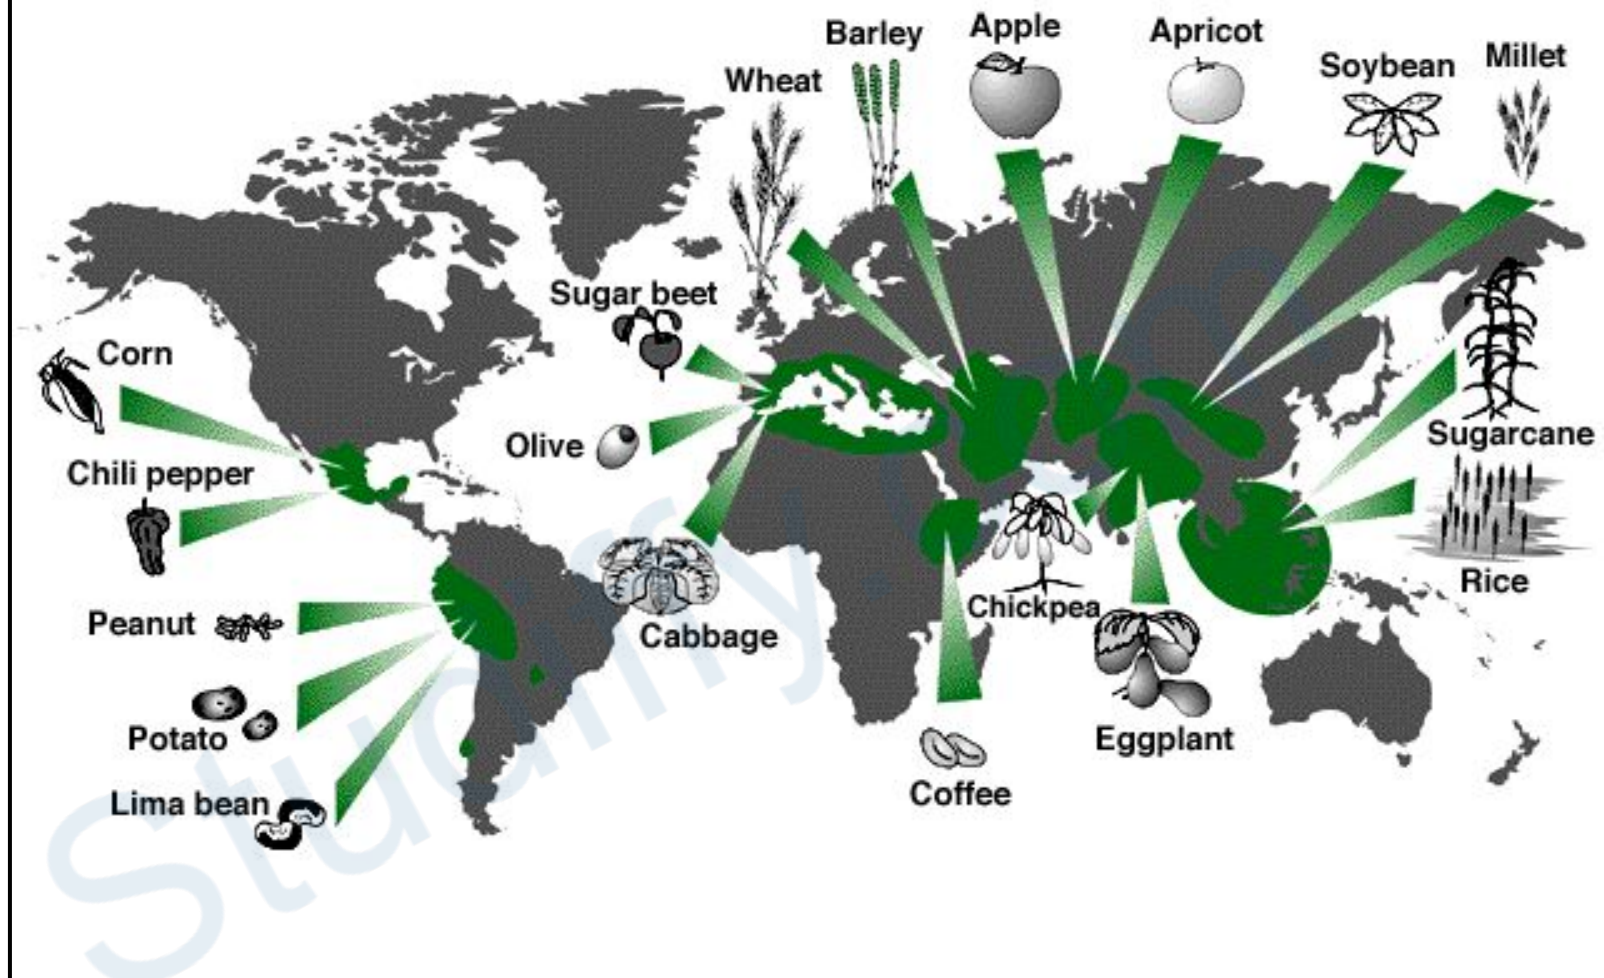 Barley
Apple
Apricot
Soybean
Millet
Wheat
Sugar beet
Corn
Olive
Chili pepper
Sugarcane
Rice
Chickpea
Peanut
Cabbage
Potato
Eggplant
Coffee
Lima bean